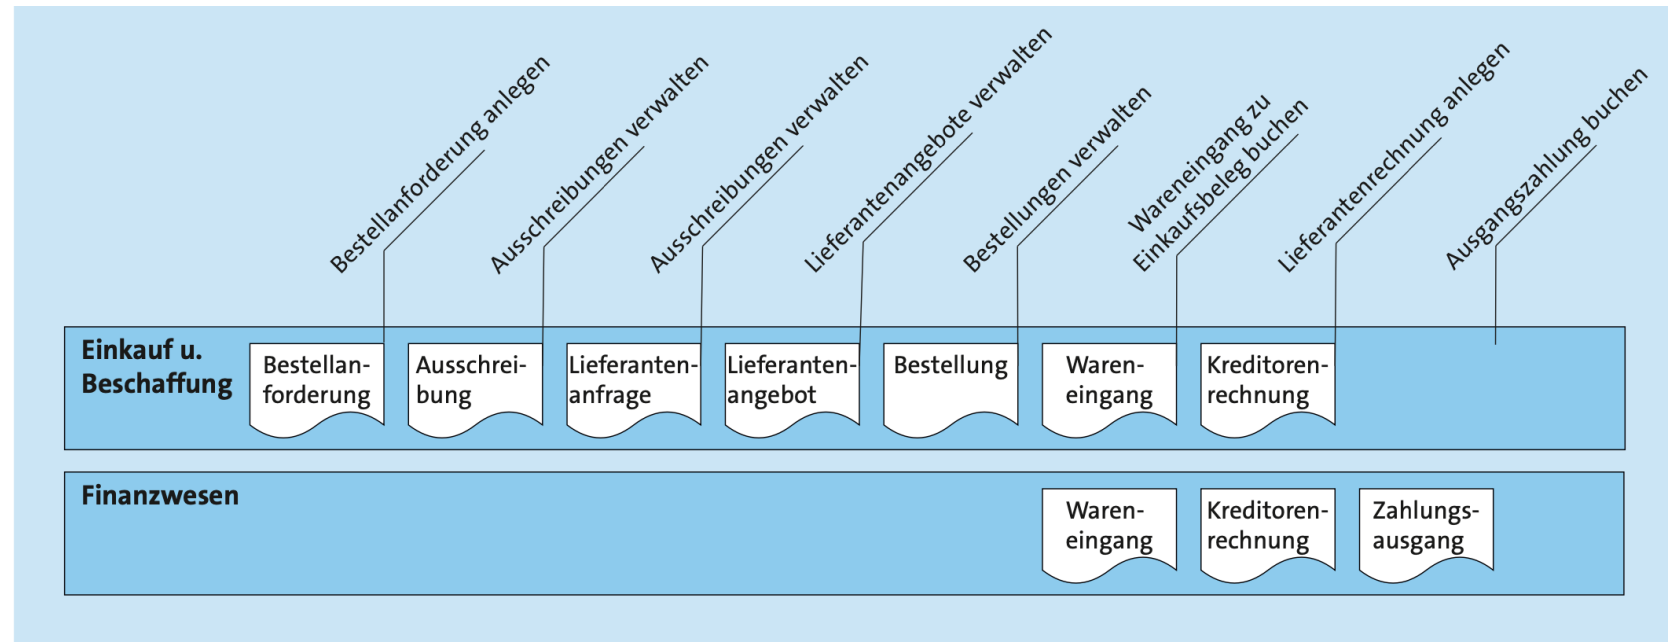 Bestellanforderung anlegen
Ausschreibungen verwalten
Ausschreibungen verwalten
Lieferantenangebote verwalten
Bestellungen verwalten
Wareneingang zu
Einkaufsbeleg buchen
Lieferantenrechnung anlegen
Ausgangszahlung buchen
Einkauf u.
Beschaffung
Bestellan-
forderung
Ausschrei-
bung
Lieferanten-
anfrage
Lieferanten-
angebot
Bestellung
Waren-
eingang
Kreditoren-
rechnung
Finanzwesen
Waren-
eingang
Kreditoren-
rechnung
Zahlungs-
ausgang